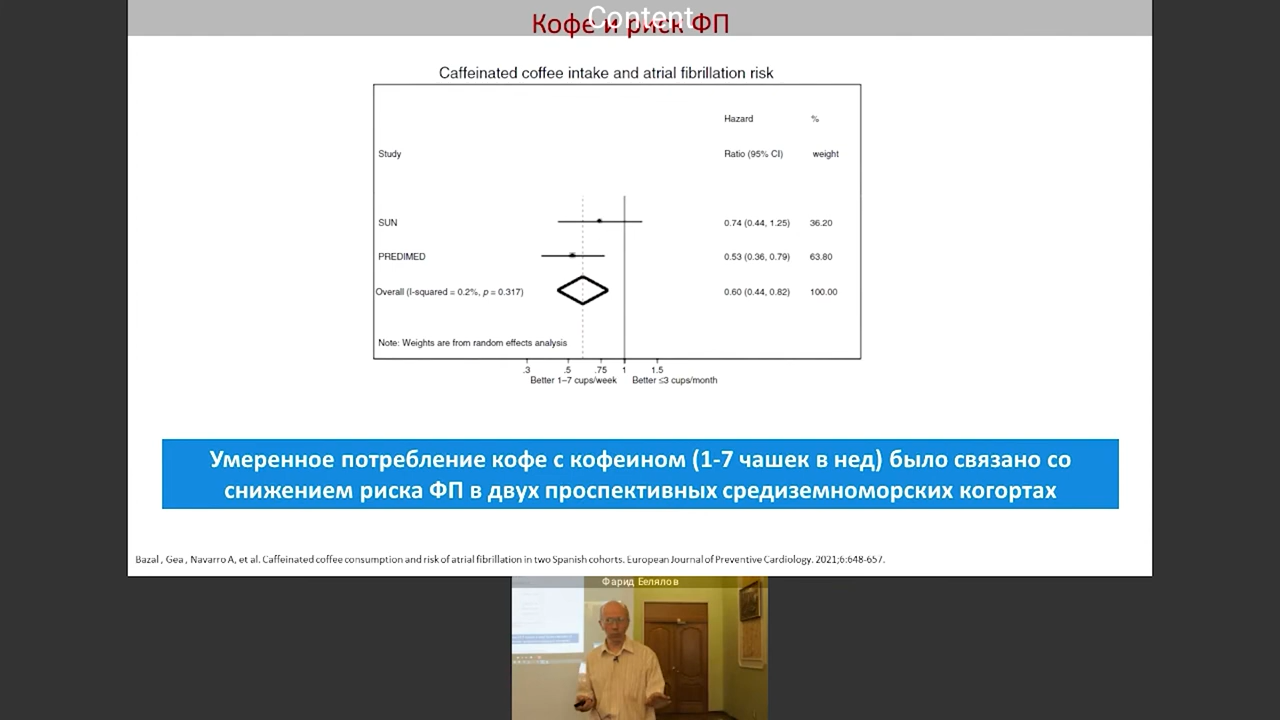 Content
Кофе и риск ФП
Caffeinated coffee intake and atrial fibrillation risk
Hazard %
Study Ratio (95% CI) weight
SUN 0.74 (0.44, 1.25) 36.20
PREDIMED 0.53 (0.36, 0.79) 63.80
Overall (I-squared = 0.2%, p = 0.317) 0.60 (0.44, 0.82) 100.00
Note: Weights are from random effects analysis
.3 .5 .75 1 1.5
Better 1–7 cups/week Better ≤3 cups/month
Умеренное потребление кофе с кофеином (1-7 чашек в нед) было связано со
снижением риска ФП в двух проспективных средиземноморских когортах
Bazal , Gea , Navarro A, et al. Caffeinated coffee consumption and risk of atrial fibrillation in two Spanish cohorts. European Journal of Preventive Cardiology. 2021;6:648-657.
Фарид Белялов